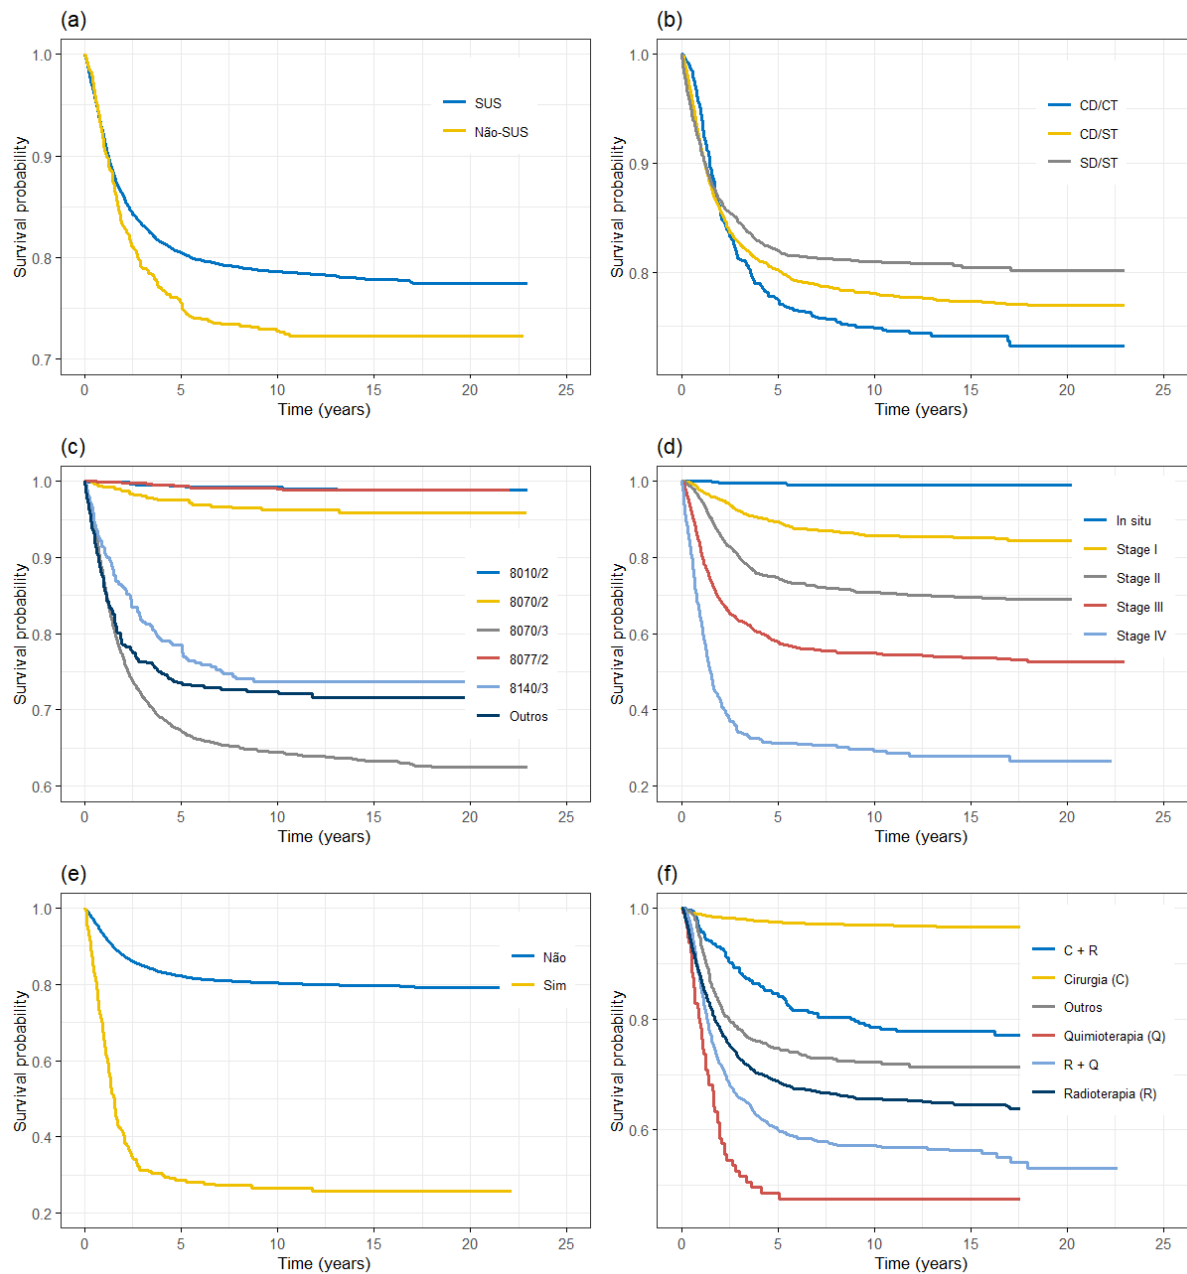 (a)
1.0
0.9
0.8
0.7
Survival probability
SUS
Não-SUS
0 5 10 15 20 25
Time (years)
(b)
1.0
0.9
0.8
Survival probability
CD/CT
CD/ST
SD/ST
0 5 10 15 20 25
Time (years)
(c)
1.0
0.9
0.8
0.7
0.6
Survival probability
8010/2
8070/2
8070/3
8077/2
8140/3
Outros
0 5 10 15 20 25
Time (years)
(d)
1.0
0.8
0.6
0.4
0.2
Survival probability
In situ
Stage I
Stage II
Stage III
Stage IV
0 5 10 15 20 25
Time (years)
(e)
1.0
0.8
0.6
0.4
0.2
Survival probability
Não
Sim
0 5 10 15 20 25
Time (years)
(f)
1.0
0.8
0.6
Survival probability
C + R
Cirurgia (C)
Outros
Quimioterapia (Q)
R + Q
Radioterapia (R)
0 5 10 15 20 25
Time (years)